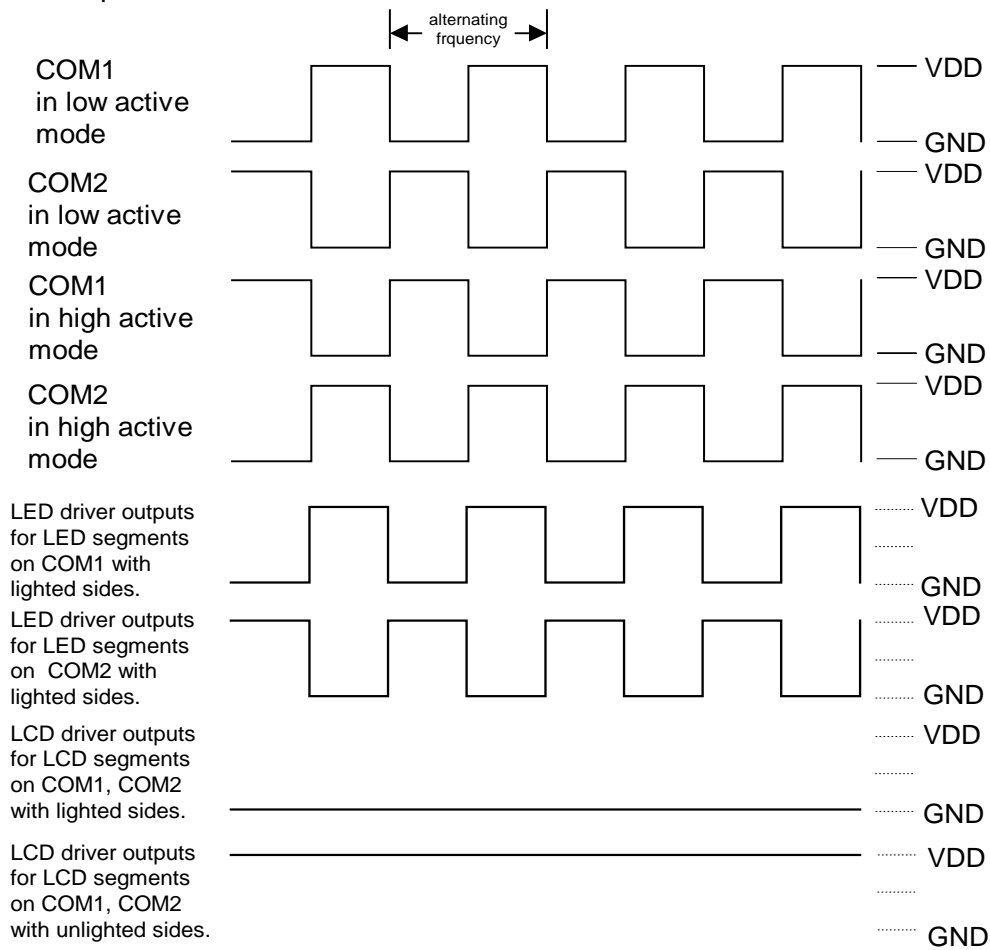 alternating
frquency
COM1
in low active
mode
VDD
GND
COM2
in low active
mode
VDD
GND
COM1
in high active
mode
VDD
GND
COM2
in high active
mode
VDD
GND
LED driver outputs
for LED segments
on COM1 with
lighted sides.
VDD
GND
LED driver outputs
for LED segments
on COM2 with
lighted sides.
VDD
GND
LCD driver outputs
for LCD segments
on COM1, COM2
with lighted sides.
VDD
GND
LCD driver outputs
for LCD segments
on COM1, COM2
with unlighted sides.
VDD
GND